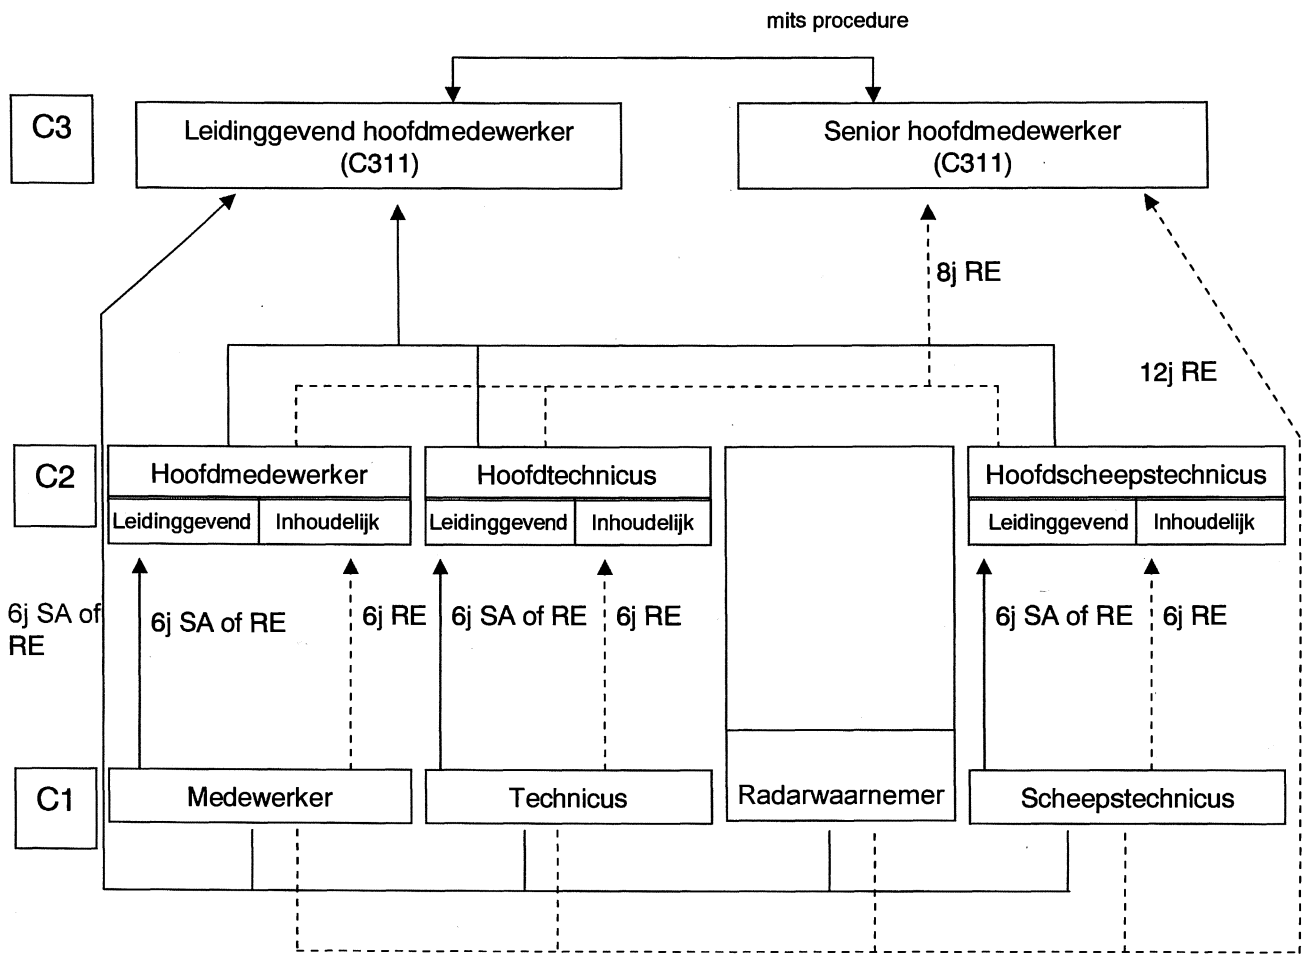 mits procedure
C3
Leidinggevend hoofdmedewerker
(C311)
Senior hoofdmedewerker
(C311)
8j RE
12j RE
C2
Hoofdmedewerker
Leidinggevend
Inhoudelijk
Hoofdtechnicus
Leidinggevend
Inhoudelijk
Hoofdscheepstechnicus
Leidinggevend
Inhoudelijk
6j SA of
RE
6j SA of RE
6j RE
6j SA of RE
6j RE
6j SA of RE
6j RE
C1
Medewerker
Technicus
Radarwaarnemer
Scheepstechnicus